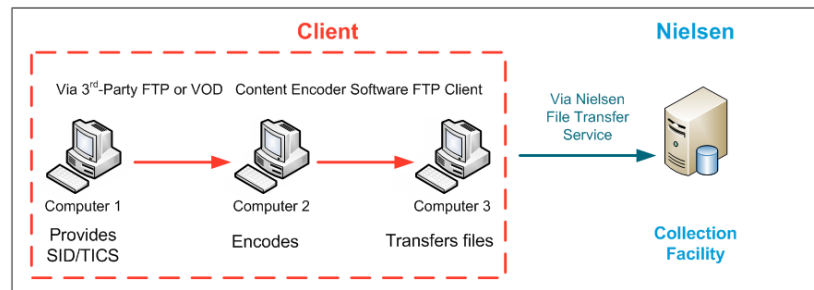 Client
Nielsen
Via 3rd-Party FTP or VOD
Content Encoder Software FTP Client
Via Nielsen
File Transfer
Service
Computer 1
Computer 2
Computer 3
Provides
SID/TICS
Encodes
Transfers files
Collection
Facility